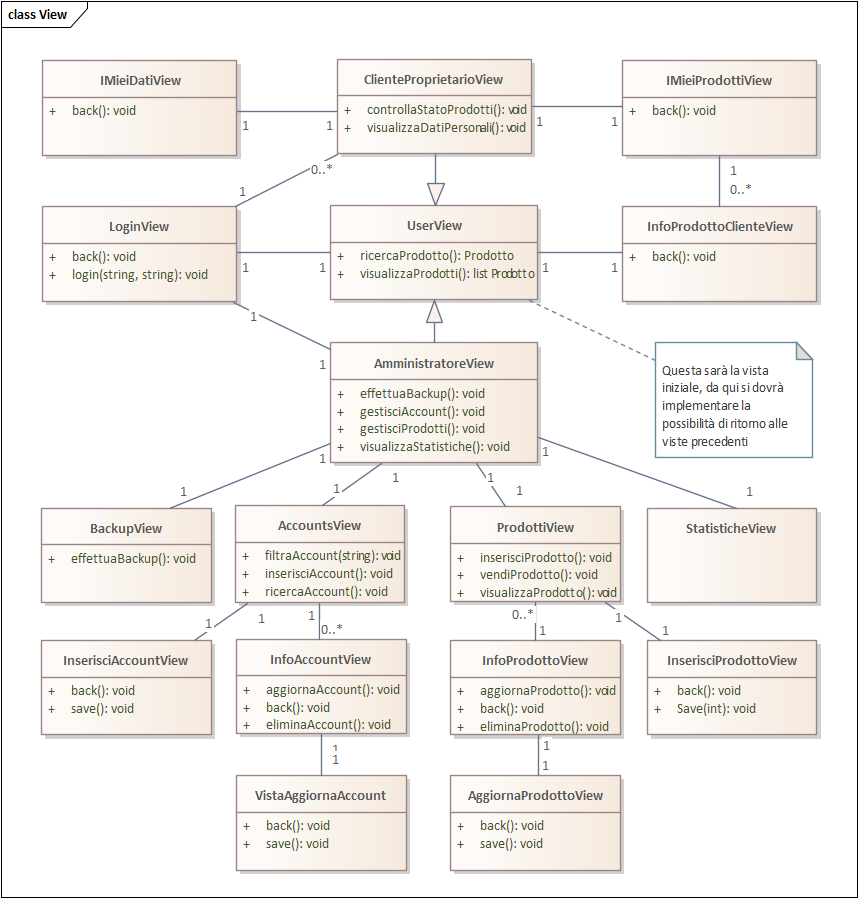 class View
IMieiDatiView
+ back(): void
ClienteProprietarioView
+ controllaStatoProdotti(): void
+ visualizzaDatiPersonali(): void
IMieiProdottiView
+ back(): void
1
1
1
1
0..*
1
1
0..*
LoginView
+ back(): void
+ login(string, string): void
UserView
+ ricercaProdotto(): Prodotto
+ visualizzaProdotti(): list Prodotto
InfoProdottoClienteView
+ back(): void
1
1
1
1
1
1
AmministratoreView
+ effettuaBackup(): void
+ gestisciAccount(): void
+ gestisciProdotti(): void
+ visualizzaStatistiche(): void
Questa sarà la vista
iniziale, da qui si dovrà
implementare la
possibilità di ritorno alle
viste precedenti
1
1
1
1
1
1
1
1
BackupView
+ effettuaBackup(): void
AccountsView
+ filtraAccount(string): void
+ inserisciAccount(): void
+ ricercaAccount(): void
ProdottiView
+ inserisciProdotto(): void
+ vendiProdotto(): void
+ visualizzaProdotto(): void
StatisticheView
1
1
1
0..*
0..*
1
1
1
InserisciAccountView
+ back(): void
+ save(): void
InfoAccountView
+ aggiornaAccount(): void
+ back(): void
+ eliminaAccount(): void
InfoProdottoView
+ aggiornaProdotto(): void
+ back(): void
+ eliminaProdotto(): void
InserisciProdottoView
+ back(): void
+ Save(int): void
1
1
1
1
VistaAggiornaAccount
+ back(): void
+ save(): void
AggiornaProdottoView
+ back(): void
+ save(): void